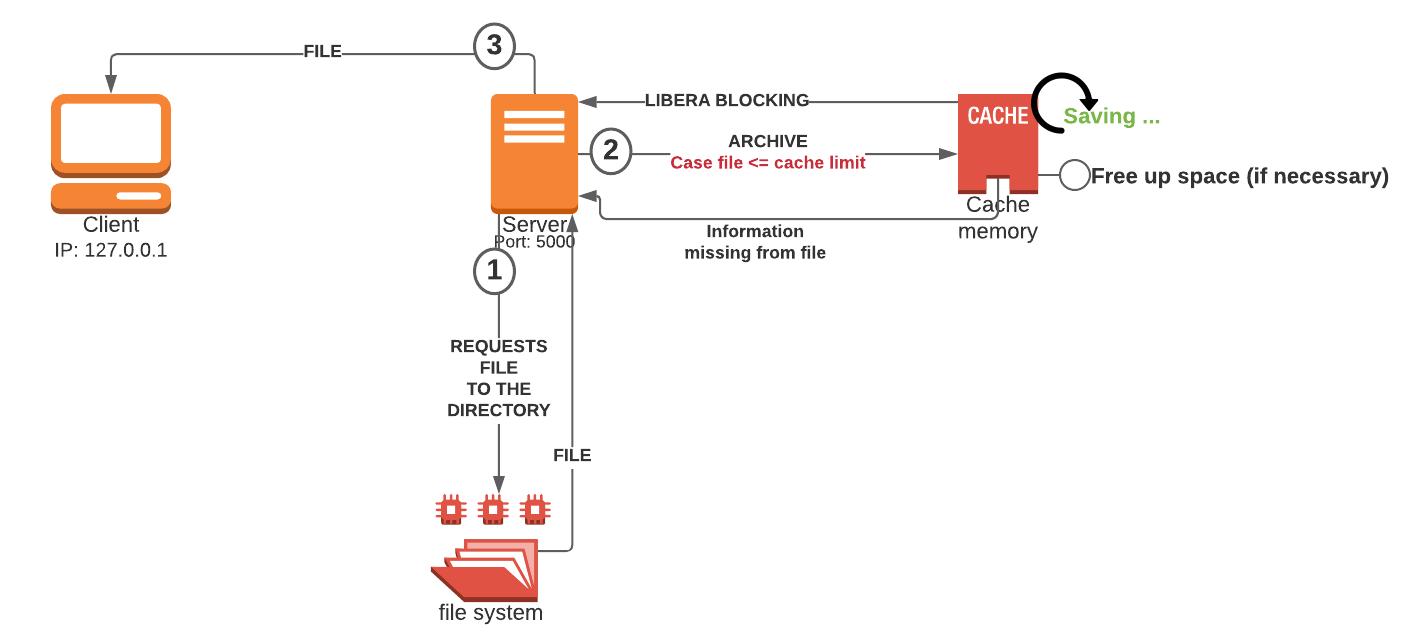 3
FILE
LIBERA BLOCKING
CACHE
Saving ...
ARCHIVE
2
Case file <= cache limit
Free up space (if necessary)
Client
IP: 127.0.0.1
Server
Port: 5000
Cache
memory
Information
missing from file
1
REQUESTS
FILE
TO THE
DIRECTORY
FILE
file system